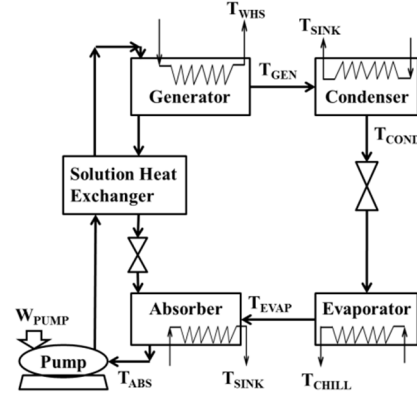 T_WHS
T_SINK
Generator
T_GEN
Condenser
T_COND
Solution Heat
Exchanger
Absorber
T_EVAP
Evaporator
W_PUMP
Pump
T_ABS
T_SINK
T_CHILL